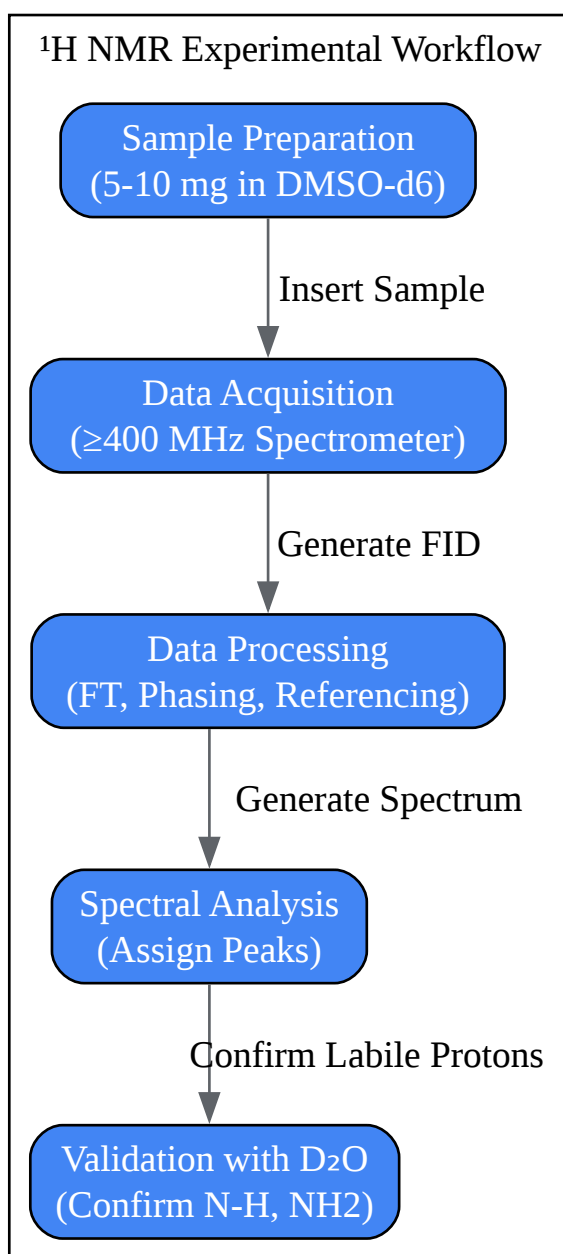 ¹H NMR Experimental Workflow
Sample Preparation
(5-10 mg in DMSO-d6)
Insert Sample
Data Acquisition
(≥400 MHz Spectrometer)
Generate FID
Data Processing
(FT, Phasing, Referencing)
Generate Spectrum
Spectral Analysis
(Assign Peaks)
Confirm Labile Protons
Validation with D₂O
(Confirm N-H, NH2)